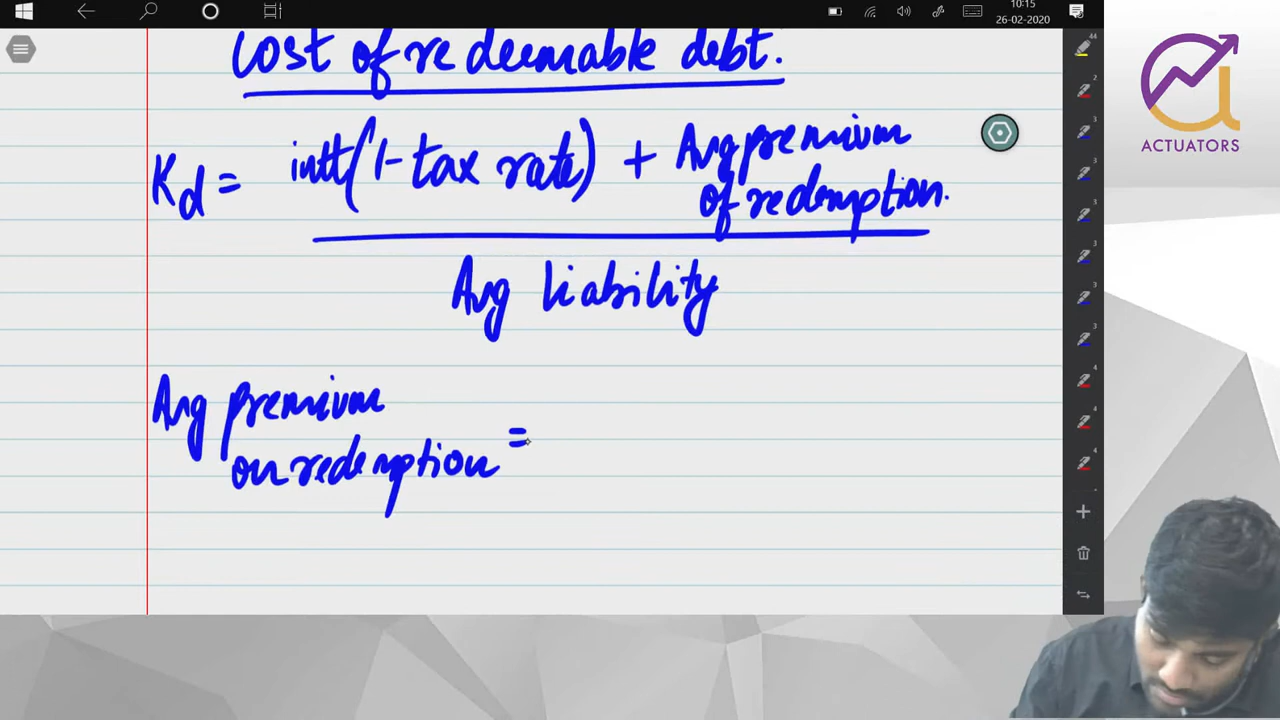 10:15
26-02-2020
Cost of redeemable debt.
Kd = intt(1- tax rate) + Avg premium
of redemption.
Avg liability
Avg premium
on redemption =
ACTUATORS